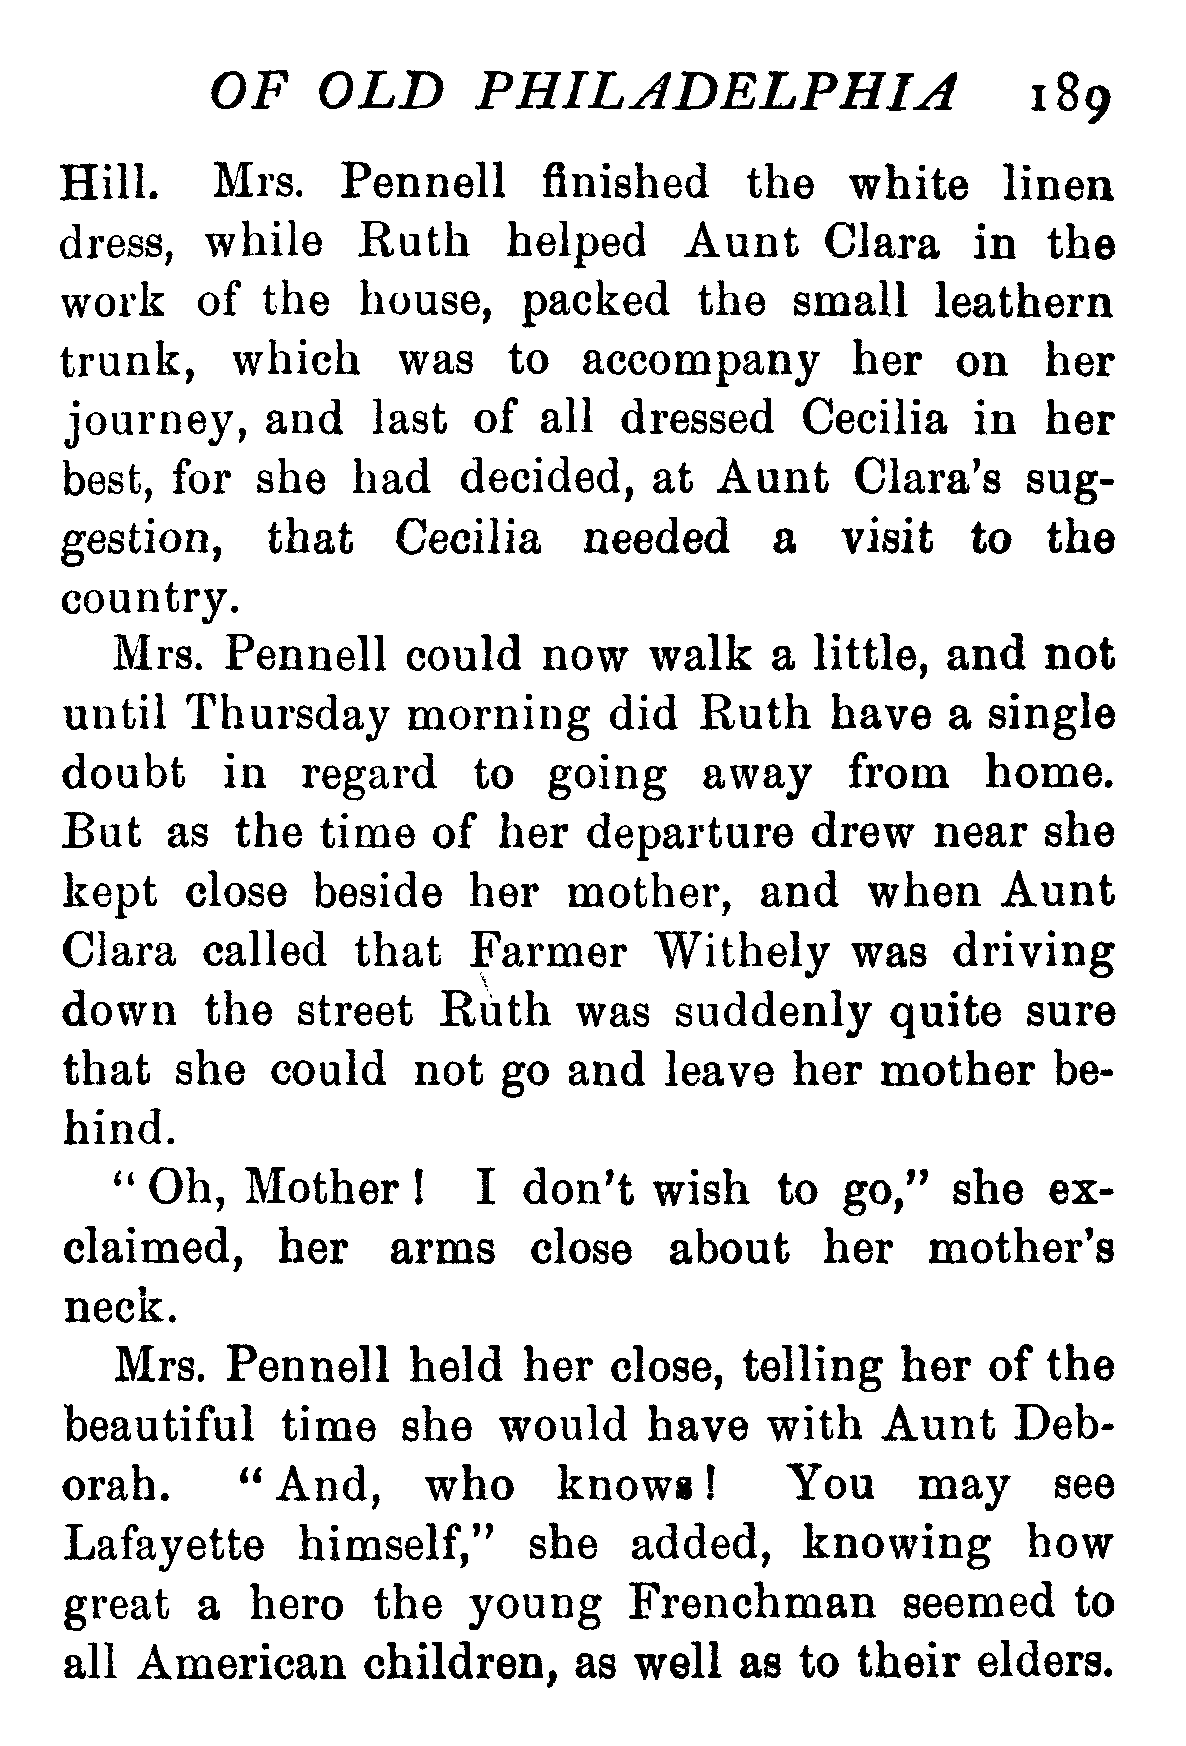 OF OLD PHILADELPHIA 189
Hill. Mrs. Pennell finished the white linen
dress, while Ruth helped Aunt Clara in the
work of the house, packed the small leathern
trunk, which was to accompany her on her
journey, and last of all dressed Cecilia in her
best, for she had decided, at Aunt Clara's sug-
gestion, that Cecilia needed a visit to the
country.
Mrs. Pennell could now walk a little, and not
until Thursday morning did Ruth have a single
doubt in regard to going away from home.
But as the time of her departure drew near she
kept close beside her mother, and when Aunt
Clara called that Farmer Withely was driving
down the street Ruth was suddenly quite sure
that she could not go and leave her mother be-
hind.
“Oh, Mother! I don't wish to go,” she ex-
claimed, her arms close about her mother's
neck.
Mrs. Pennell held her close, telling her of the
beautiful time she would have with Aunt Deb-
orah. “And, who knows! You may see
Lafayette himself,” she added, knowing how
great a hero the young Frenchman seemed to
all American children, as well as to their elders.